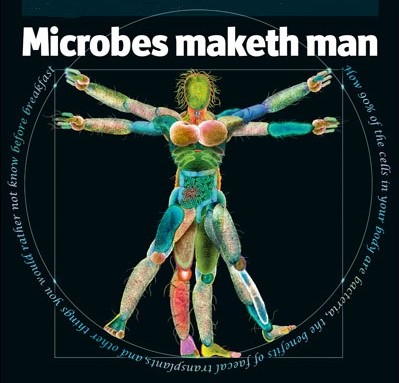 Microbes maketh man
How 90% of the cells in your body are bacteria, the benefits of faecal transplants and other things you would rather not know before breakfast